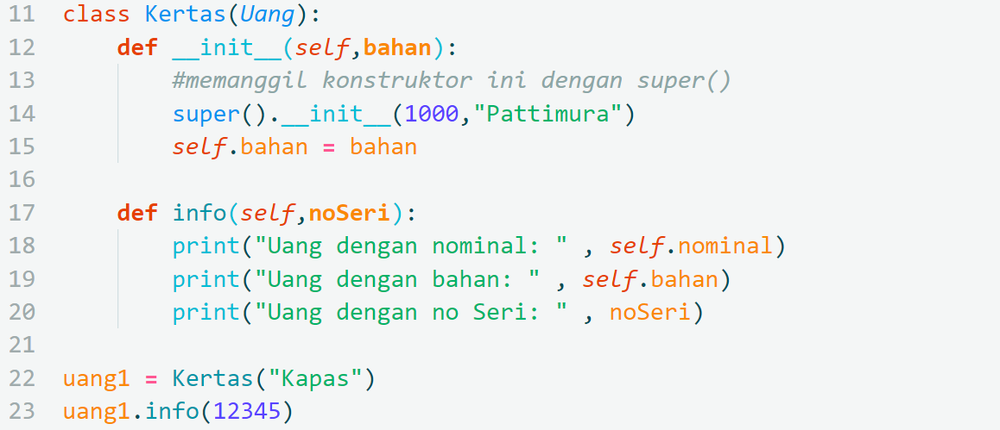 11 class Kertas(Uang):
12     def __init__(self,bahan):
13         #memanggil konstruktor ini dengan super()
14         super().__init__(1000,"Pattimura")
15         self.bahan = bahan
16
17     def info(self,noSeri):
18         print("Uang dengan nominal: " , self.nominal)
19         print("Uang dengan bahan: " , self.bahan)
20         print("Uang dengan no Seri: " , noSeri)
21
22 uang1 = Kertas("Kapas")
23 uang1.info(12345)